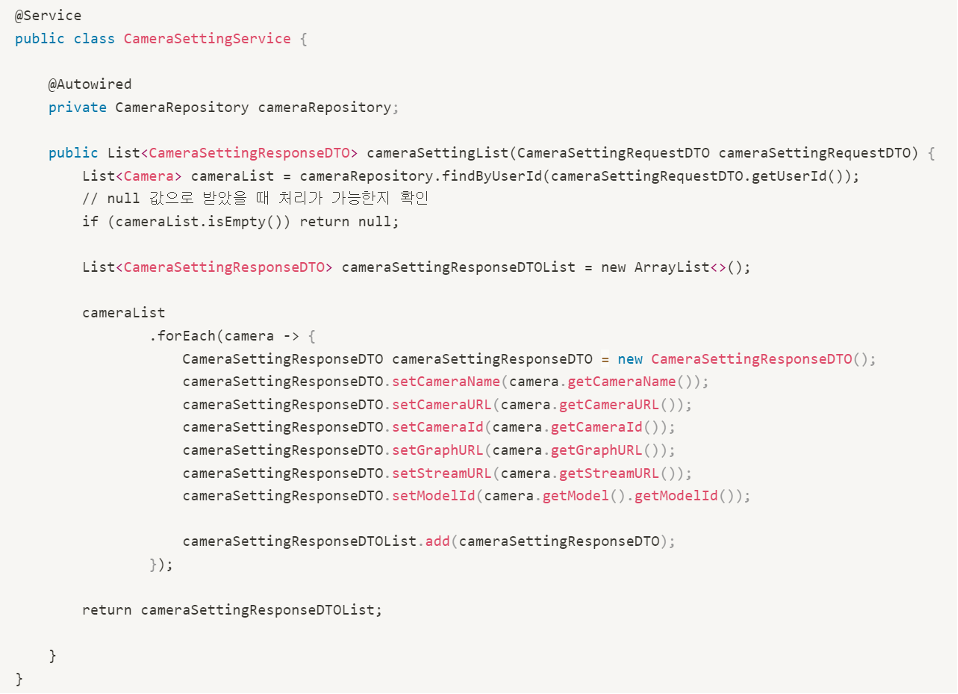 @Service
public class CameraSettingService {
@Autowired
private CameraRepository cameraRepository;
public List<CameraSettingResponseDTO> cameraSettingList(CameraSettingRequestDTO cameraSettingRequestDTO) {
List<Camera> cameraList = cameraRepository.findByUserId(cameraSettingRequestDTO.getUserId());
// null 값으로 받았을 때 처리가 가능한지 확인
if (cameraList.isEmpty()) return null;
List<CameraSettingResponseDTO> cameraSettingResponseDTOList = new ArrayList<>();
cameraList
.forEach(camera -> {
CameraSettingResponseDTO cameraSettingResponseDTO = new CameraSettingResponseDTO();
cameraSettingResponseDTO.setCameraName(camera.getCameraName());
cameraSettingResponseDTO.setCameraURL(camera.getCameraURL());
cameraSettingResponseDTO.setCameraId(camera.getCameraId());
cameraSettingResponseDTO.setGraphURL(camera.getGraphURL());
cameraSettingResponseDTO.setStreamURL(camera.getStreamURL());
cameraSettingResponseDTO.setModelId(camera.getModel().getModelId());
cameraSettingResponseDTOList.add(cameraSettingResponseDTO);
});
return cameraSettingResponseDTOList;
}
}